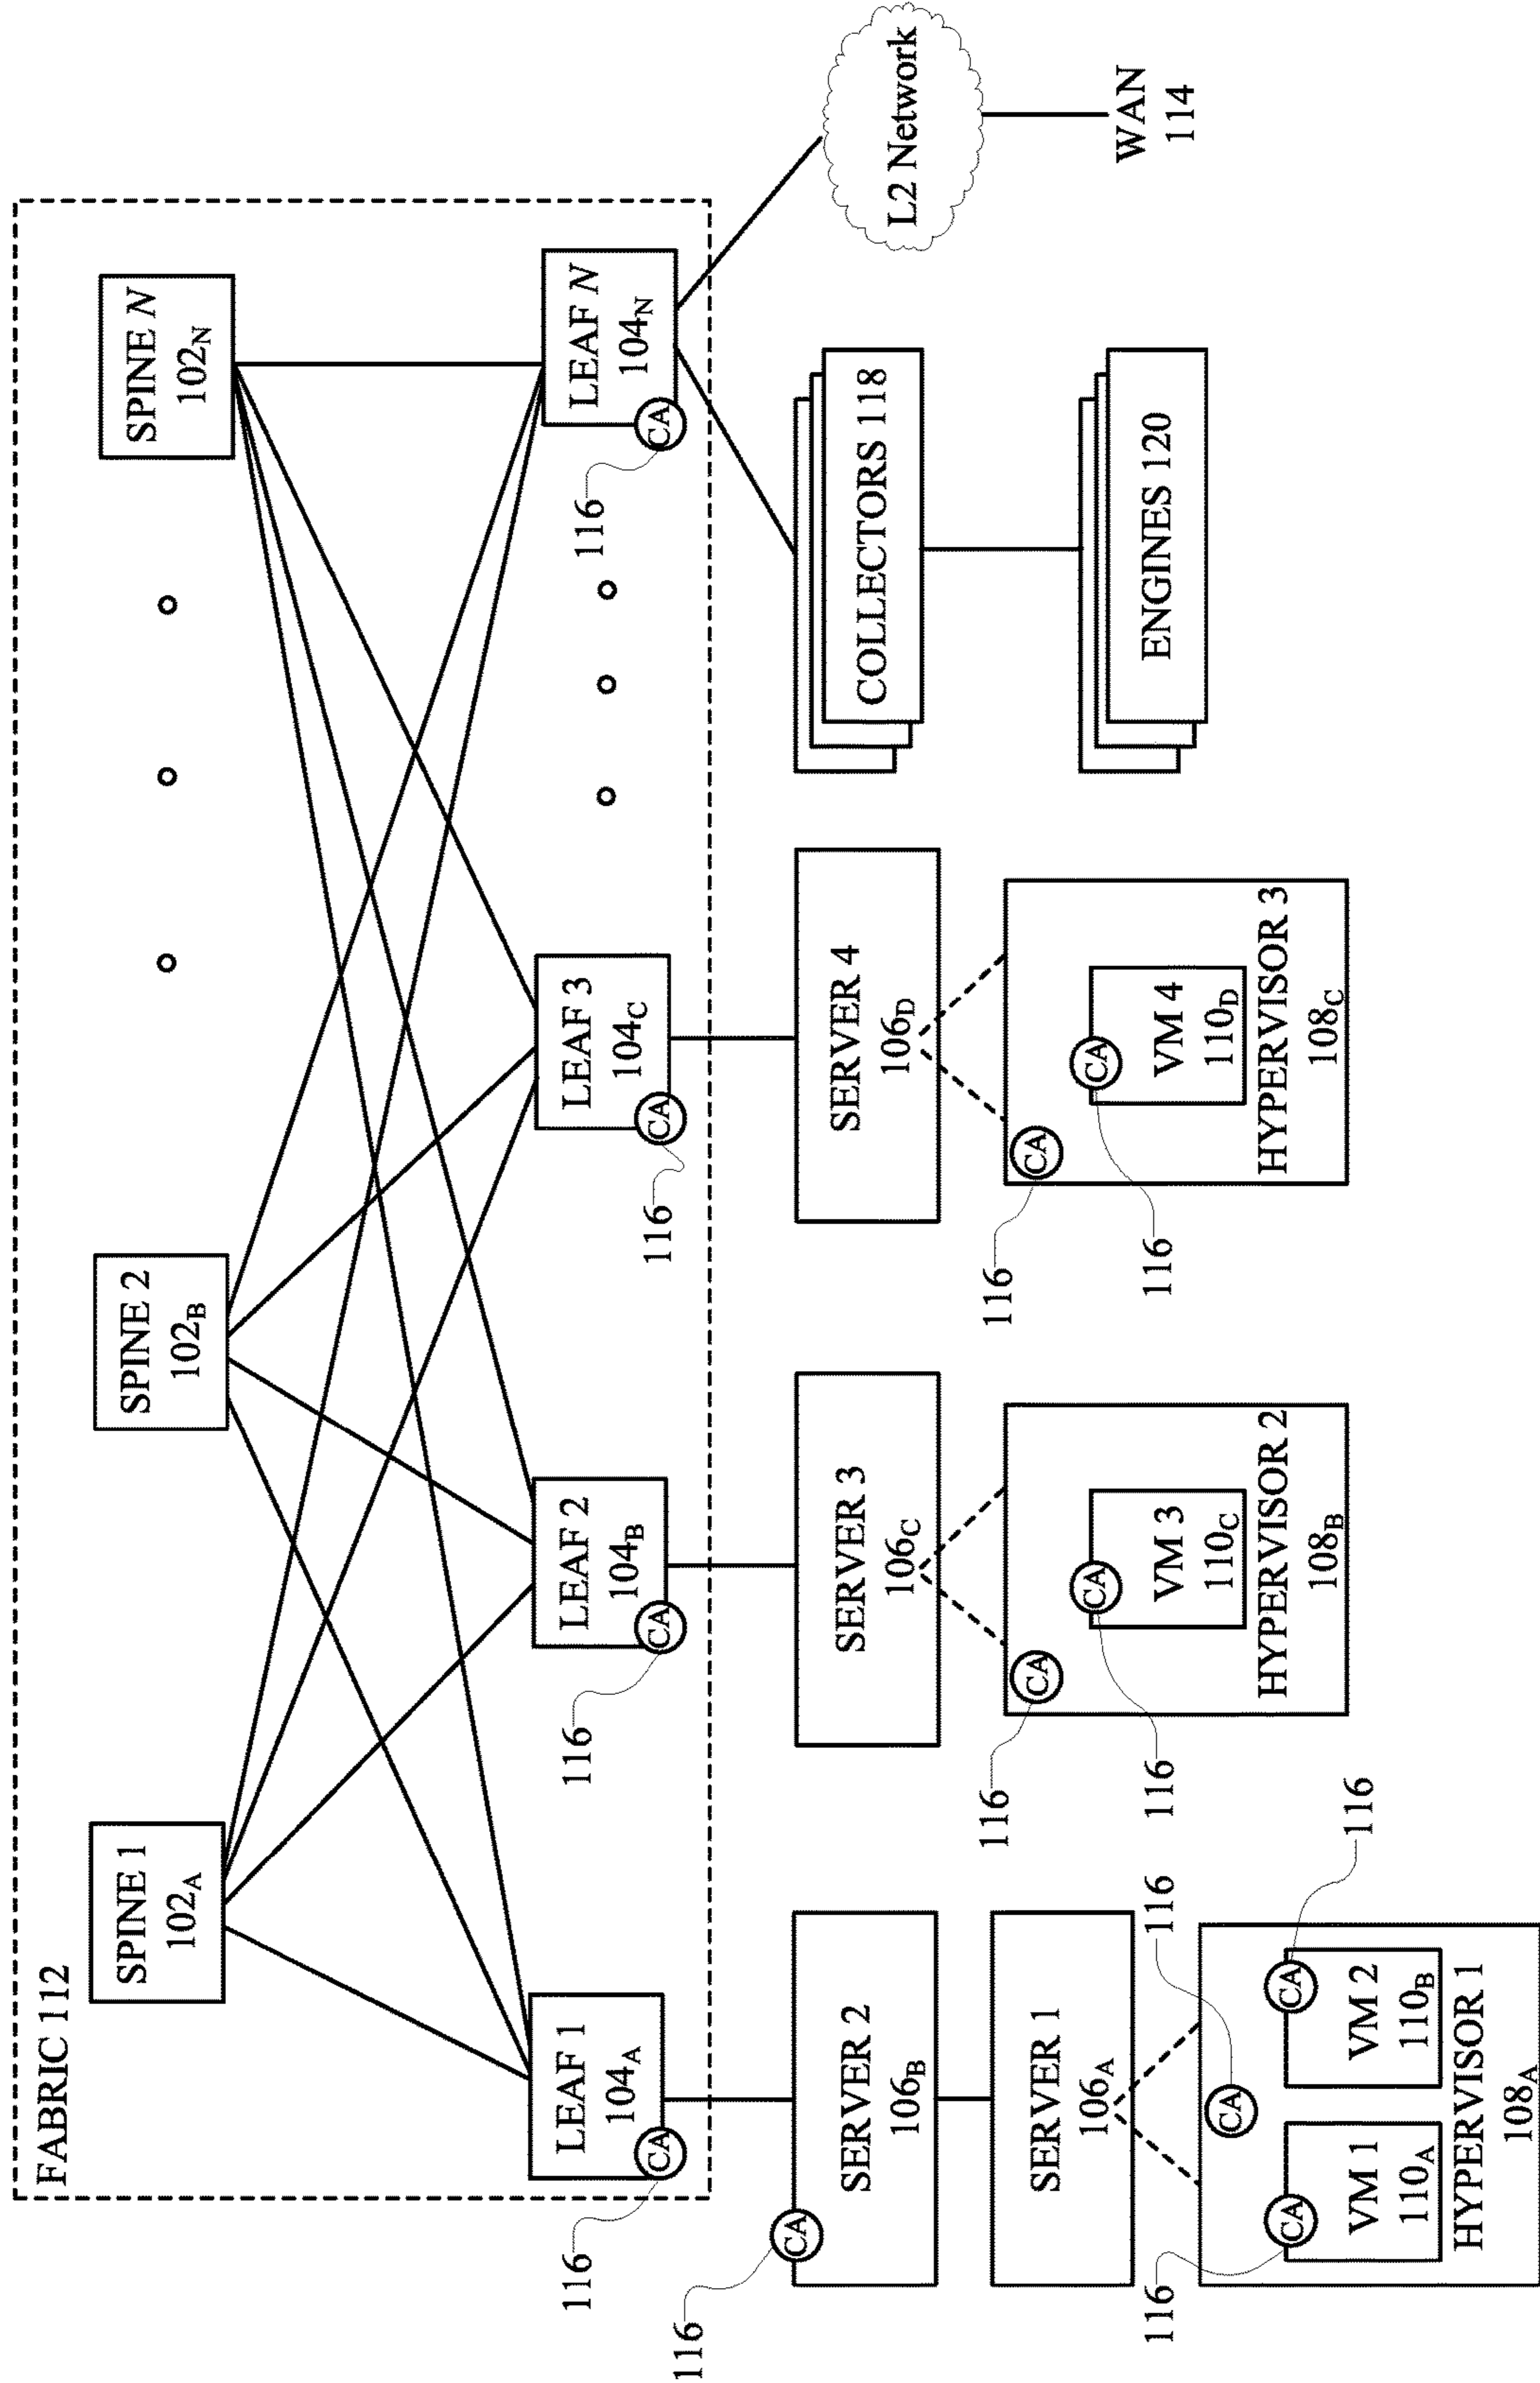 FABRIC 112
SPINE 1
102A
SPINE 2
102B
SPINE N
102N
LEAF 1
104A
CA
116
LEAF 2
104B
CA
116
LEAF 3
104C
CA
116
LEAF N
104N
CA
116
L2 Network
WAN
114
COLLECTORS 118
ENGINES 120
SERVER 2
106B
CA
116
SERVER 1
106A
SERVER 3
106C
SERVER 4
106D
CA
116
CA
116
CA
116
VM 1
110A
VM 2
110B
HYPERVISOR 1
108A
CA
116
CA
116
VM 3
110C
HYPERVISOR 2
108B
CA
116
CA
116
VM 4
110D
HYPERVISOR 3
108C